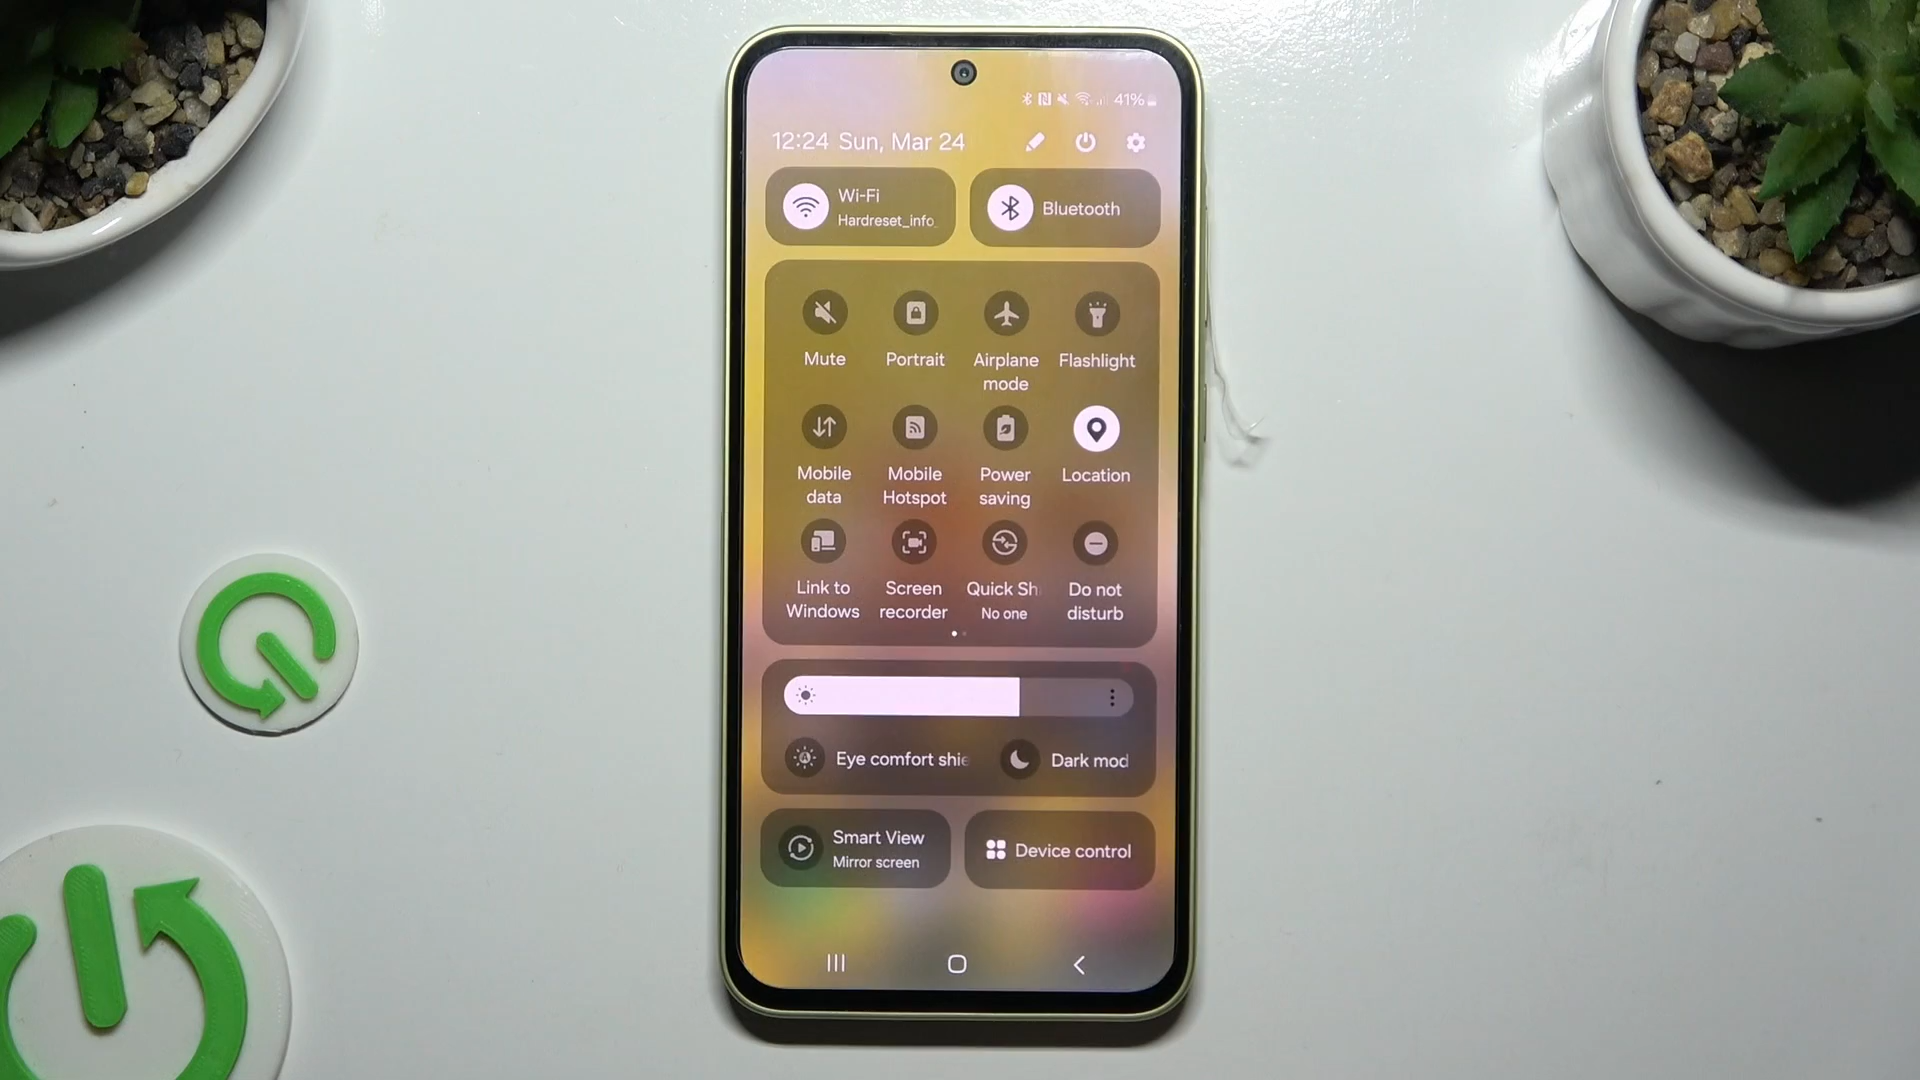 41%
12:24 Sun, Mar 24
Wi-Fi
Hardreset_info
Bluetooth
Mute
Portrait
Airplane
mode
Flashlight
Mobile
data
Mobile
Hotspot
Power
saving
Location
Link to
Windows
Screen
recorder
Quick Sh
No one
Do not
disturb
Eye comfort shie
Dark mod
Smart View
Mirror screen
Device control